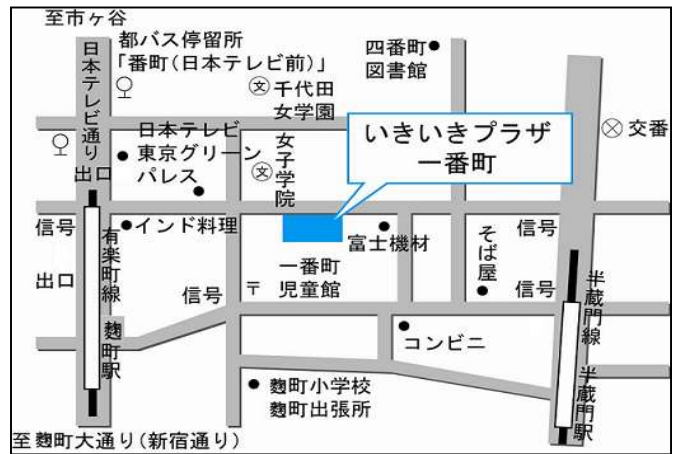 至市ヶ谷
都バス停留所
「番町(日本テレビ前)」
四番町
図書館
日本テレビ通り
文
千代田
女学園
いきいきプラザ
一番町
交番
日本テレビ
東京グリーン
パレス
女子学院
文
出口
信号
インド料理
富士機材
そば屋
信号
有楽町線
麹町駅
出口
信号
〒
一番町
児童館
信号
半蔵門線
半蔵門駅
コンビニ
麹町小学校
麹町出張所
至麹町大通り(新宿通り)